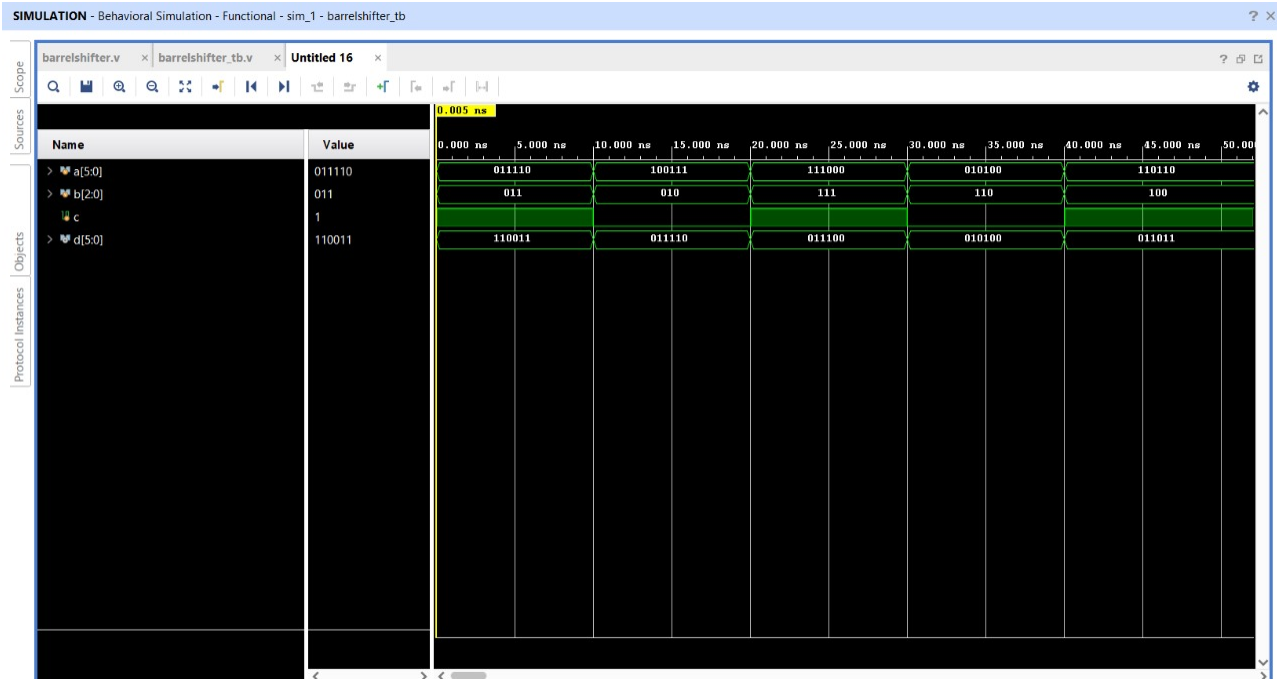 SIMULATION - Behavioral Simulation - Functional - sim_1 - barrelshifter_tb
barrelshifter.v barrelshifter_tb.v Untitled 16
Scope
Sources
Objects
Protocol Instances
0.005 ns
Name Value
0.000 ns 5.000 ns 10.000 ns 15.000 ns 20.000 ns 25.000 ns 30.000 ns 35.000 ns 40.000 ns 45.000 ns 50.00
a[5:0] 011110 011110 100111 111000 010100 110110
b[2:0] 011 011 010 111 110 100
c 1
d[5:0] 110011 110011 011110 011100 010100 011011